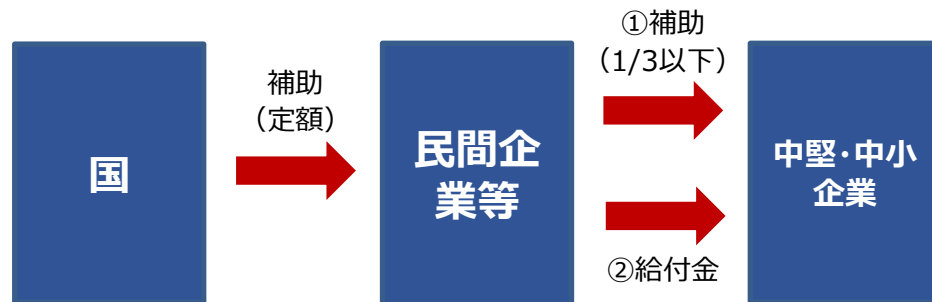 国
補助
（定額）
民間企
業等
①補助
（1/3以下）
②給付金
中堅・中小
企業